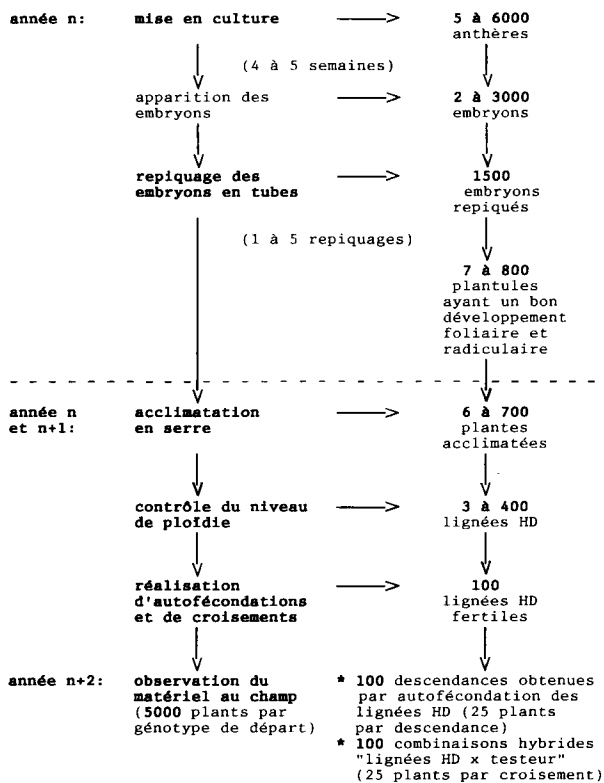 année n: mise en culture 5 à 6000
anthères
(4 à 5 semaines)
apparition des 2 à 3000
embryons embryons
repiquage des 1500
embryons en tubes embryons
repiqués
(1 à 5 repiquages)
7 à 800
plantules
ayant un bon
développement
foliaire et
radiculaire
année n acclimatation 6 à 700
et n+1: en serre plantes
acclimatées
contrôle du niveau 3 à 400
de ploïdie lignées HD
réalisation 100
d'autofécondations lignées HD
et de croisements fertiles
année n+2: observation du * 100 descendances obtenues
matériel au champ par autofécondation des
(5000 plants par lignées HD (25 plants
génotype de départ) par descendance)
* 100 combinaisons hybrides
"lignées HD x testeur"
(25 plants par croisement)